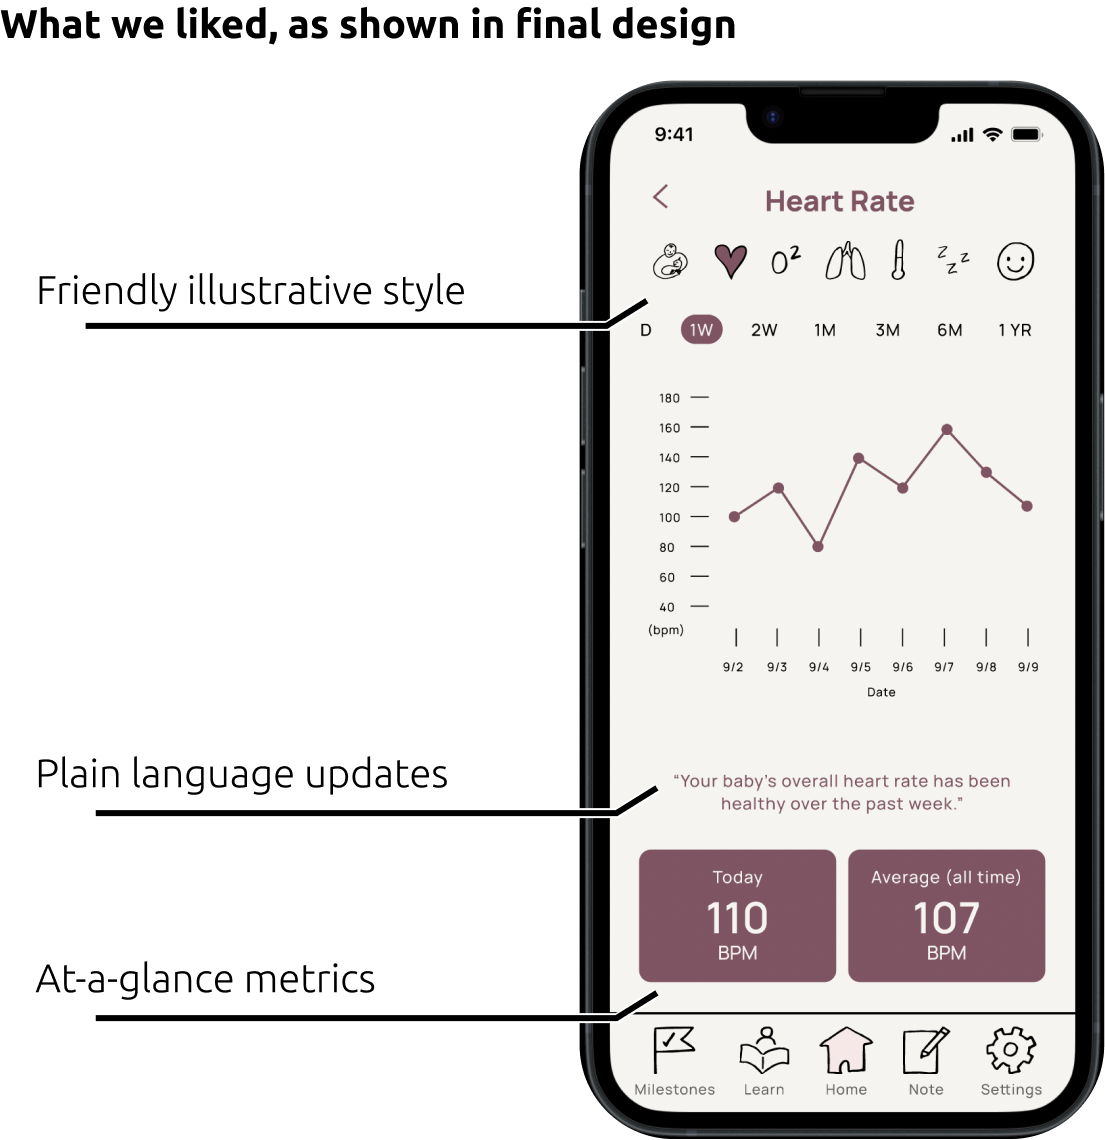 What we liked, as shown in final design
9:41
Heart Rate
O²
z z z
Friendly illustrative style
D 1W 2W 1M 3M 6M 1 YR
180
160
140
120
100
80
60
40
(bpm)
9/2 9/3 9/4 9/5 9/6 9/7 9/8 9/9
Date
Plain language updates
“Your baby’s overall heart rate has been
healthy over the past week.”
Today
110
BPM
Average (all time)
107
BPM
At-a-glance metrics
Milestones Learn Home Note Settings